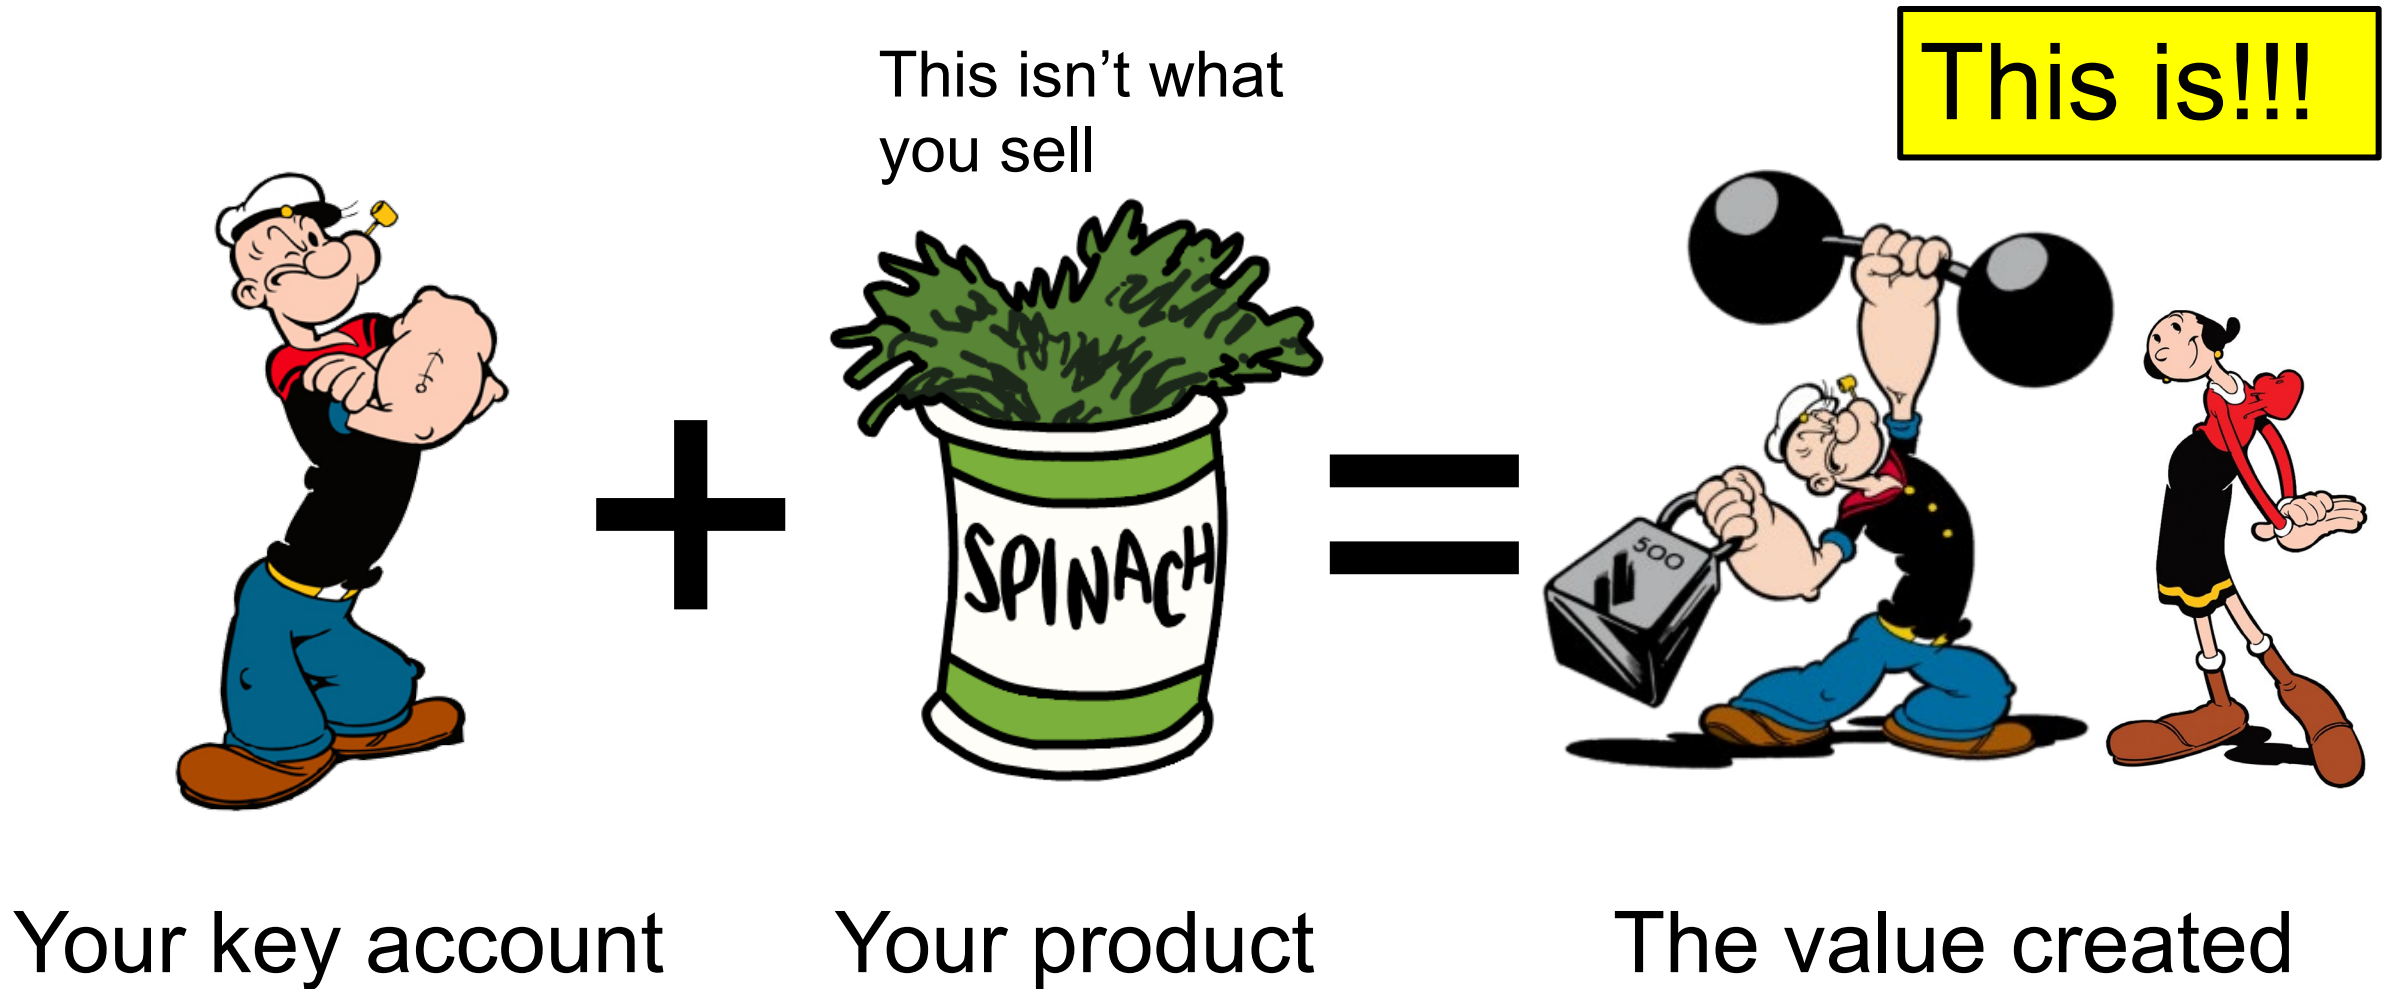 This isn’t what
you sell
This is!!!
SPINACH
500
Your key account
Your product
The value created